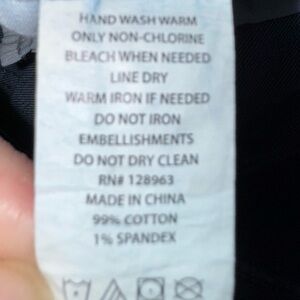 HAND WASH WARM
ONLY NON-CHLORINE
BLEACH WHEN NEEDED
LINE DRY
WARM IRON IF NEEDED
DO NOT IRON
EMBELLISHMENTS
DO NOT DRY CLEAN
RN# 128963
MADE IN CHINA
99% COTTON
1% SPANDEX